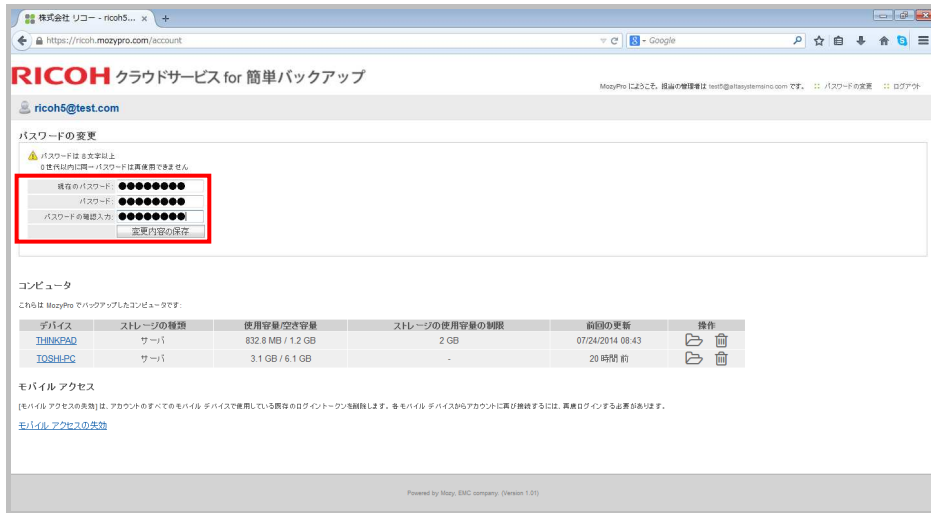 株式会社 リコー - ricoh5... × +
https://ricoh.mozypro.com/account
8 - Google
RICOH クラウドサービス for 簡単バックアップ
MozyPro にようこそ。担当の管理者は test5@altasystemsinc.com です。 :: パスワードの変更 :: ログアウト
ricoh5@test.com
パスワードの変更
パスワードは 8文字以上
0世代以内に同一パスワードは再使用できません
現在のパスワード: ●●●●●●●●
パスワード: ●●●●●●●●
パスワードの確認入力: ●●●●●●●●
変更内容の保存
コンピュータ
これらは MozyPro でバックアップしたコンピュータです:
デバイス ストレージの種類 使用容量/空き容量 ストレージの使用容量の制限 前回の更新 操作
THINKPAD サーバ 832.8 MB / 1.2 GB 2 GB 07/24/2014 08:43
TOSHI-PC サーバ 3.1 GB / 6.1 GB - 20 時間 前
モバイル アクセス
[モバイル アクセスの失効] は、アカウントのすべてのモバイル デバイスで使用している既存のログイントークンを削除します。各モバイル デバイスからアカウントに再び接続するには、再度ログインする必要があります。
モバイル アクセスの失効
Powered by Mozy, EMC company. (Version 1.01)